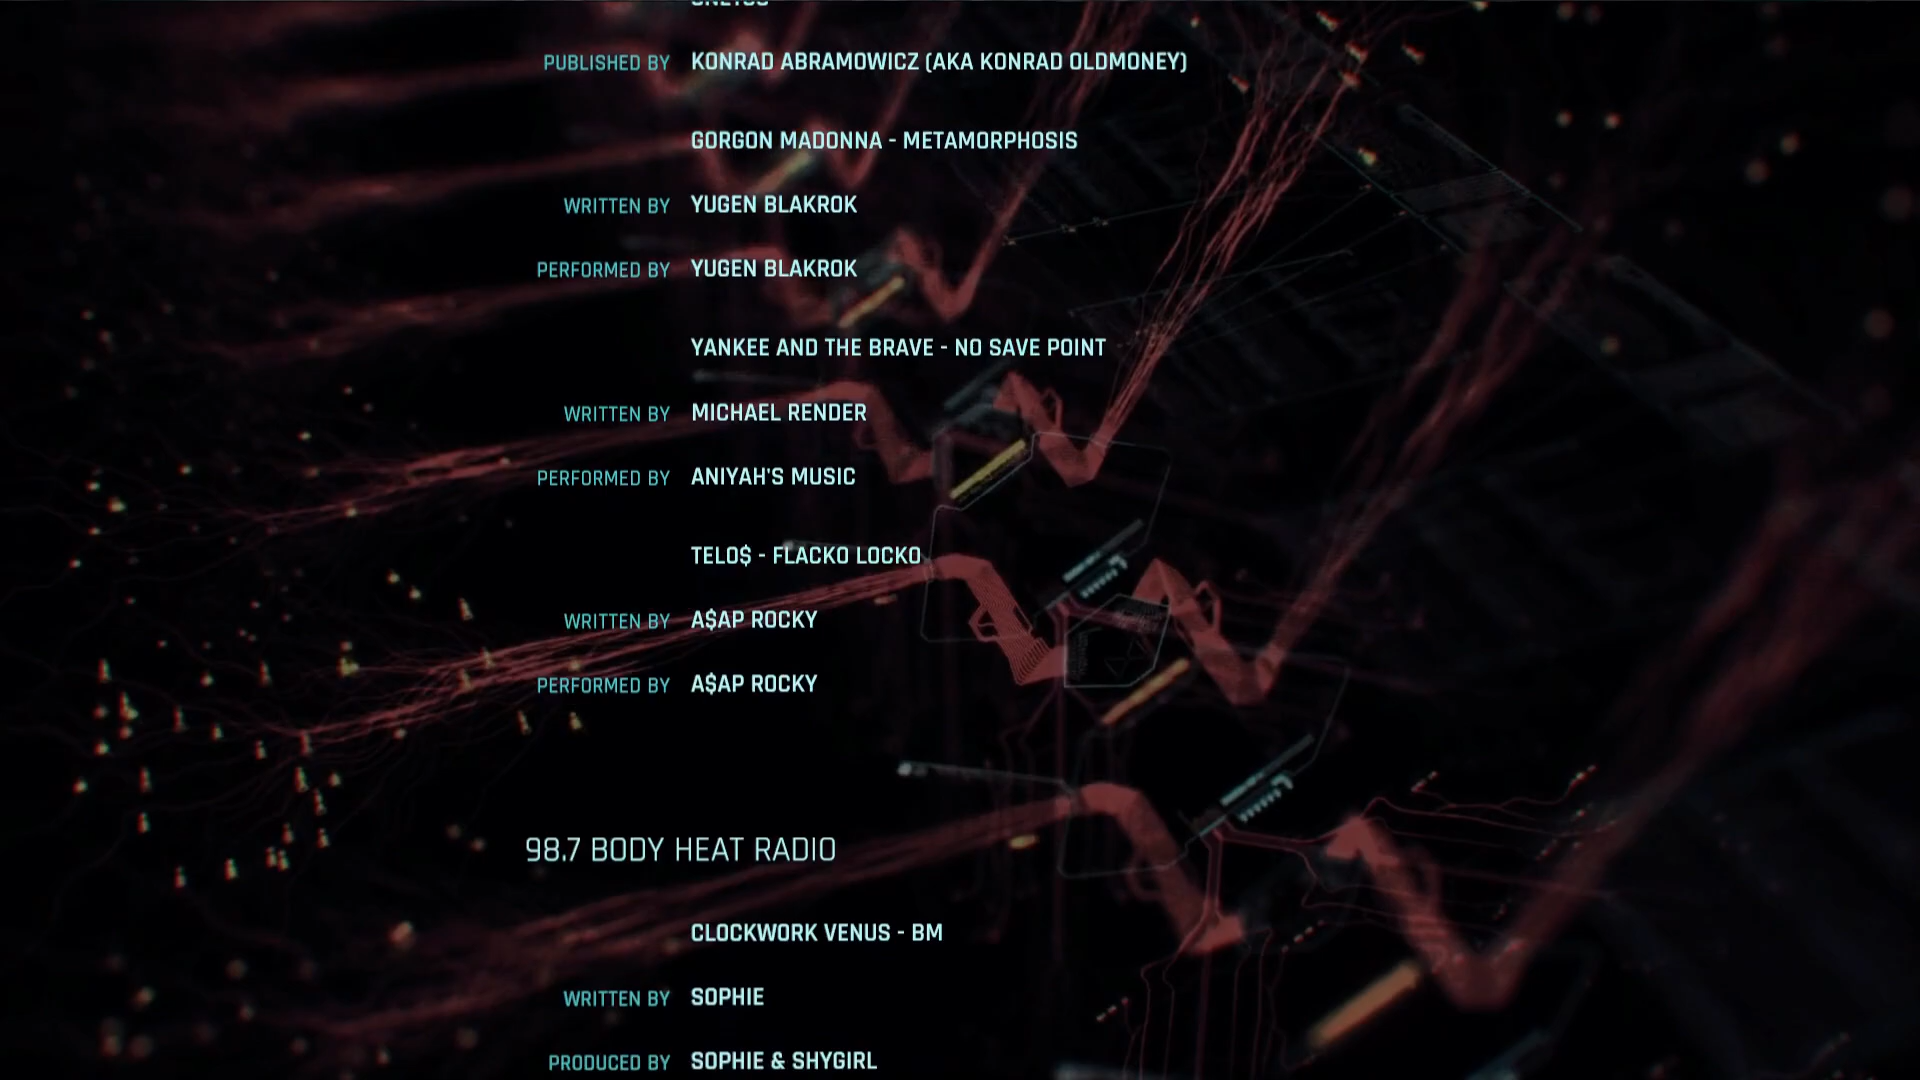 PUBLISHED BY KONRAD ABRAMOWICZ (AKA KONRAD OLDMONEY)
GORGON MADONNA - METAMORPHOSIS
WRITTEN BY YUGEN BLAKROK
PERFORMED BY YUGEN BLAKROK
YANKEE AND THE BRAVE - NO SAVE POINT
WRITTEN BY MICHAEL RENDER
PERFORMED BY ANIYAH'S MUSIC
TELO$ - FLACKO LOCKO
WRITTEN BY A$AP ROCKY
PERFORMED BY A$AP ROCKY
98.7 BODY HEAT RADIO
CLOCKWORK VENUS - BM
WRITTEN BY SOPHIE
PRODUCED BY SOPHIE & SHYGIRL